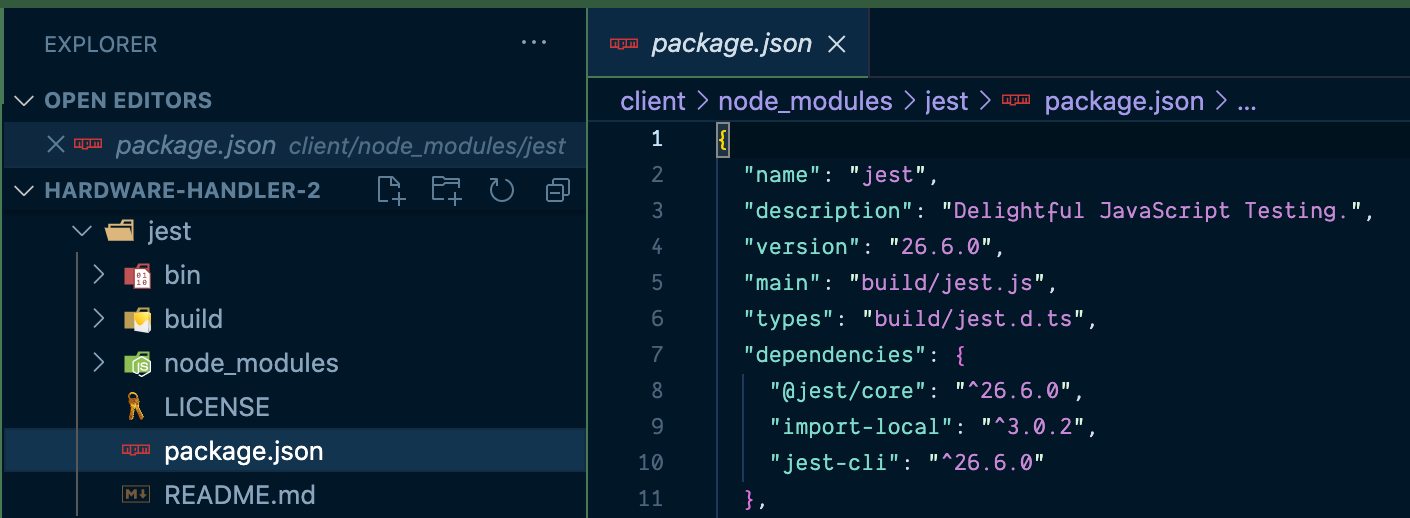 EXPLORER
OPEN EDITORS
package.json client/node_modules/jest
HARDWARE-HANDLER-2
jest
bin
build
node_modules
LICENSE
package.json
README.md
package.json
client > node_modules > jest > package.json > ...
1 {
2 "name": "jest",
3 "description": "Delightful JavaScript Testing.",
4 "version": "26.6.0",
5 "main": "build/jest.js",
6 "types": "build/jest.d.ts",
7 "dependencies": {
8 "@jest/core": "^26.6.0",
9 "import-local": "^3.0.2",
10 "jest-cli": "^26.6.0"
11 },